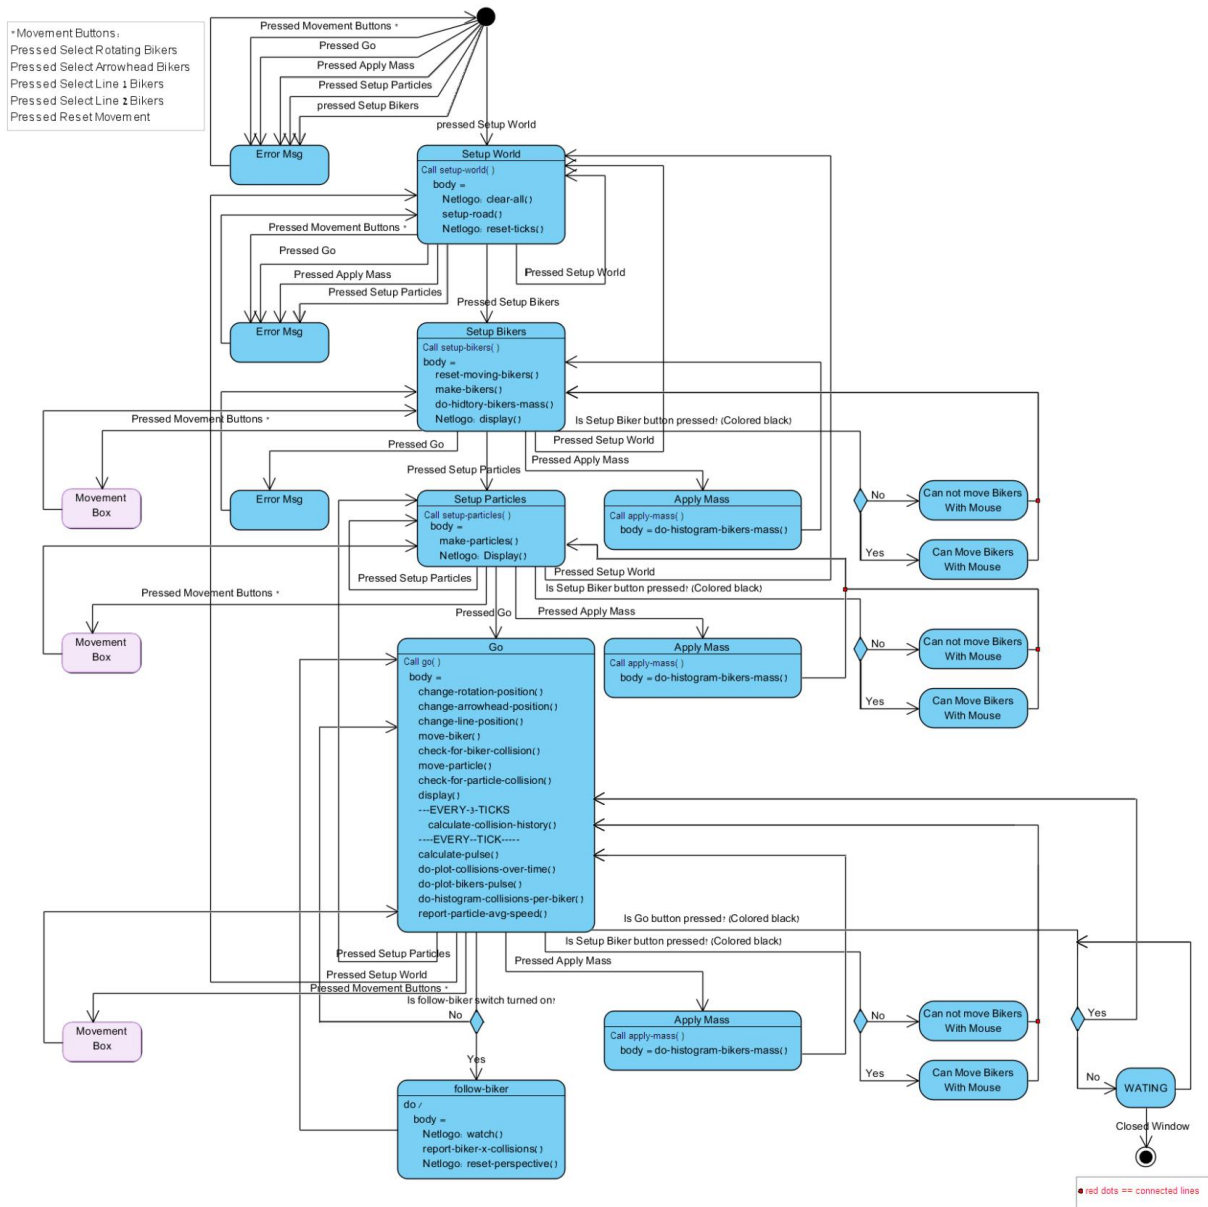 *Movement Buttons:
Pressed Select Rotating Bikers
Pressed Select Arrowhead Bikers
Pressed Select Line 1 Bikers
Pressed Select Line 2 Bikers
Pressed Reset Movement
Pressed Movement Buttons *
Pressed Go
Pressed Apply Mass
Pressed Setup Particles
pressed Setup Bikers
pressed Setup World
Error Msg
Setup World
Call setup-world( )
body =
Netlogo: clear-all()
setup-road()
Netlogo: reset-ticks()
Pressed Movement Buttons *
Pressed Go
Pressed Apply Mass
Pressed Setup Particles
Pressed Setup World
Pressed Setup Bikers
Error Msg
Setup Bikers
Call setup-bikers( )
body =
reset-moving-bikers()
make-bikers()
do-hidtory-bikers-mass()
Netlogo: display()
Pressed Movement Buttons *
Is Setup Biker button pressed? (Colored black)
Pressed Go
Pressed Setup World
Pressed Apply Mass
Pressed Setup Particles
Movement
Box
Error Msg
Setup Particles
Call setup-particles( )
body =
make-particles()
Netlogo: Display()
Apply Mass
Call apply-mass( )
body = do-histogram-bikers-mass()
No
Can not move Bikers
With Mouse
Yes
Can Move Bikers
With Mouse
Pressed Setup World
Pressed Setup Particles
Is Setup Biker button pressed? (Colored black)
Pressed Movement Buttons *
Pressed Go
Pressed Apply Mass
Movement
Box
Go
Call go( )
body =
change-rotation-position()
change-arrowhead-position()
change-line-position()
move-biker()
check-for-biker-collision()
move-particle()
check-for-particle-collision()
display()
---EVERY-3-TICKS
calculate-collision-history()
----EVERY--TICK-----
calculate-pulse()
do-plot-collisions-over-time()
do-plot-bikers-pulse()
do-histogram-collisions-per-biker()
report-particle-avg-speed()
Apply Mass
Call apply-mass( )
body = do-histogram-bikers-mass()
No
Can not move Bikers
With Mouse
Yes
Can Move Bikers
With Mouse
Is Go button pressed? (Colored black)
Is Setup Biker button pressed? (Colored black)
Pressed Setup Particles
Pressed Apply Mass
Pressed Setup World
Pressed Movement Buttons *
Is follow-biker switch turned on?
No
Yes
Movement
Box
Apply Mass
Call apply-mass( )
body = do-histogram-bikers-mass()
No
Can not move Bikers
With Mouse
Yes
Can Move Bikers
With Mouse
Yes
No
WATING
follow-biker
do /
body =
Netlogo: watch()
report-biker-x-collisions()
Netlogo: reset-perspective()
Closed Window
red dots == connected lines